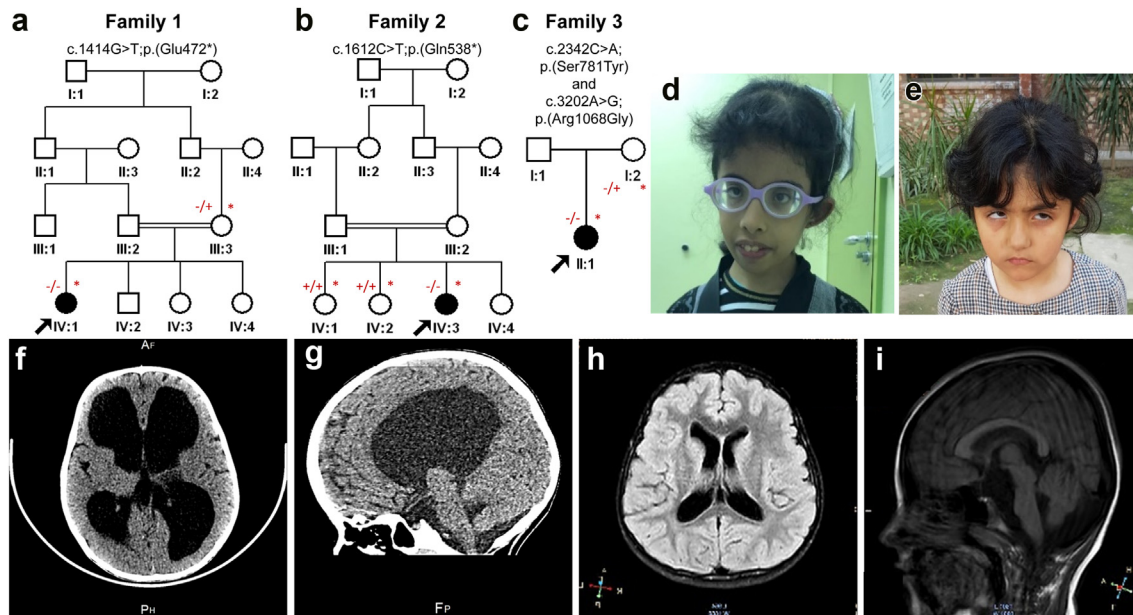 a Family 1
c.1414G>T;p.(Glu472*)
I:1 I:2
II:1 II:3 II:2 II:4
-/+ *
III:1 III:2 III:3
-/- *
IV:1 IV:2 IV:3 IV:4
b Family 2
c.1612C>T;p.(Gln538*)
I:1 I:2
II:1 II:2 II:3 II:4
III:1 III:2
+/+ * +/+ * -/- *
IV:1 IV:2 IV:3 IV:4
c Family 3
c.2342C>A;
p.(Ser781Tyr)
and
c.3202A>G;
p.(Arg1068Gly)
I:1 I:2
-/+ *
-/- *
II:1
d
e
f
AF
PH
g
FP
h
i